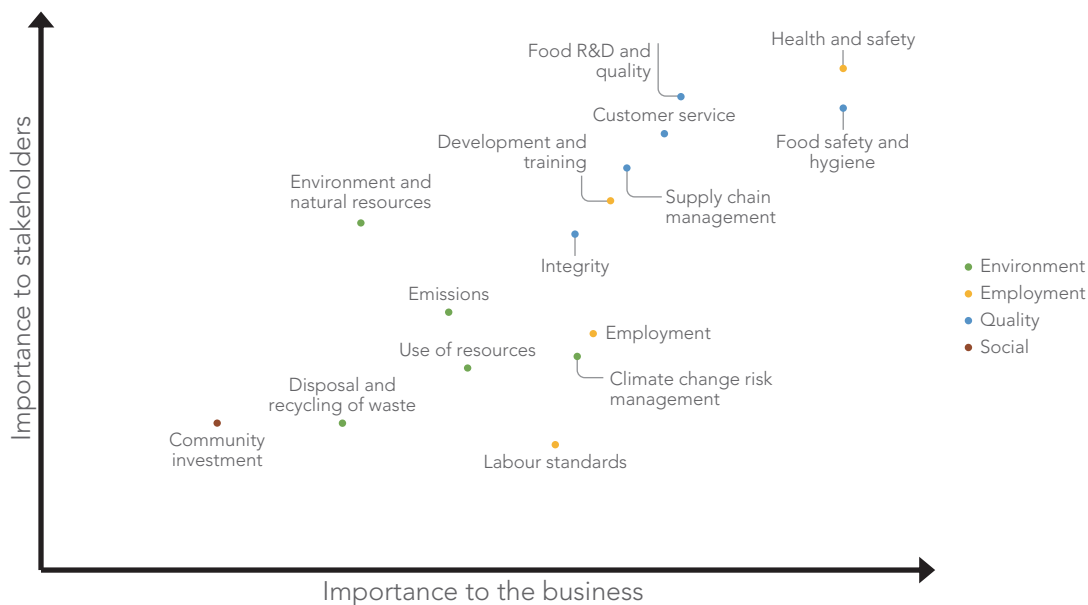 Importance to stakeholders
Health and safety
Food R&D and
quality
Customer service
Development and
training
Food safety and
hygiene
Environment and
natural resources
Supply chain
management
Integrity
Emissions
Employment
Use of resources
Climate change risk
management
Disposal and
recycling of waste
Community
investment
Labour standards
Environment
Employment
Quality
Social
Importance to the business